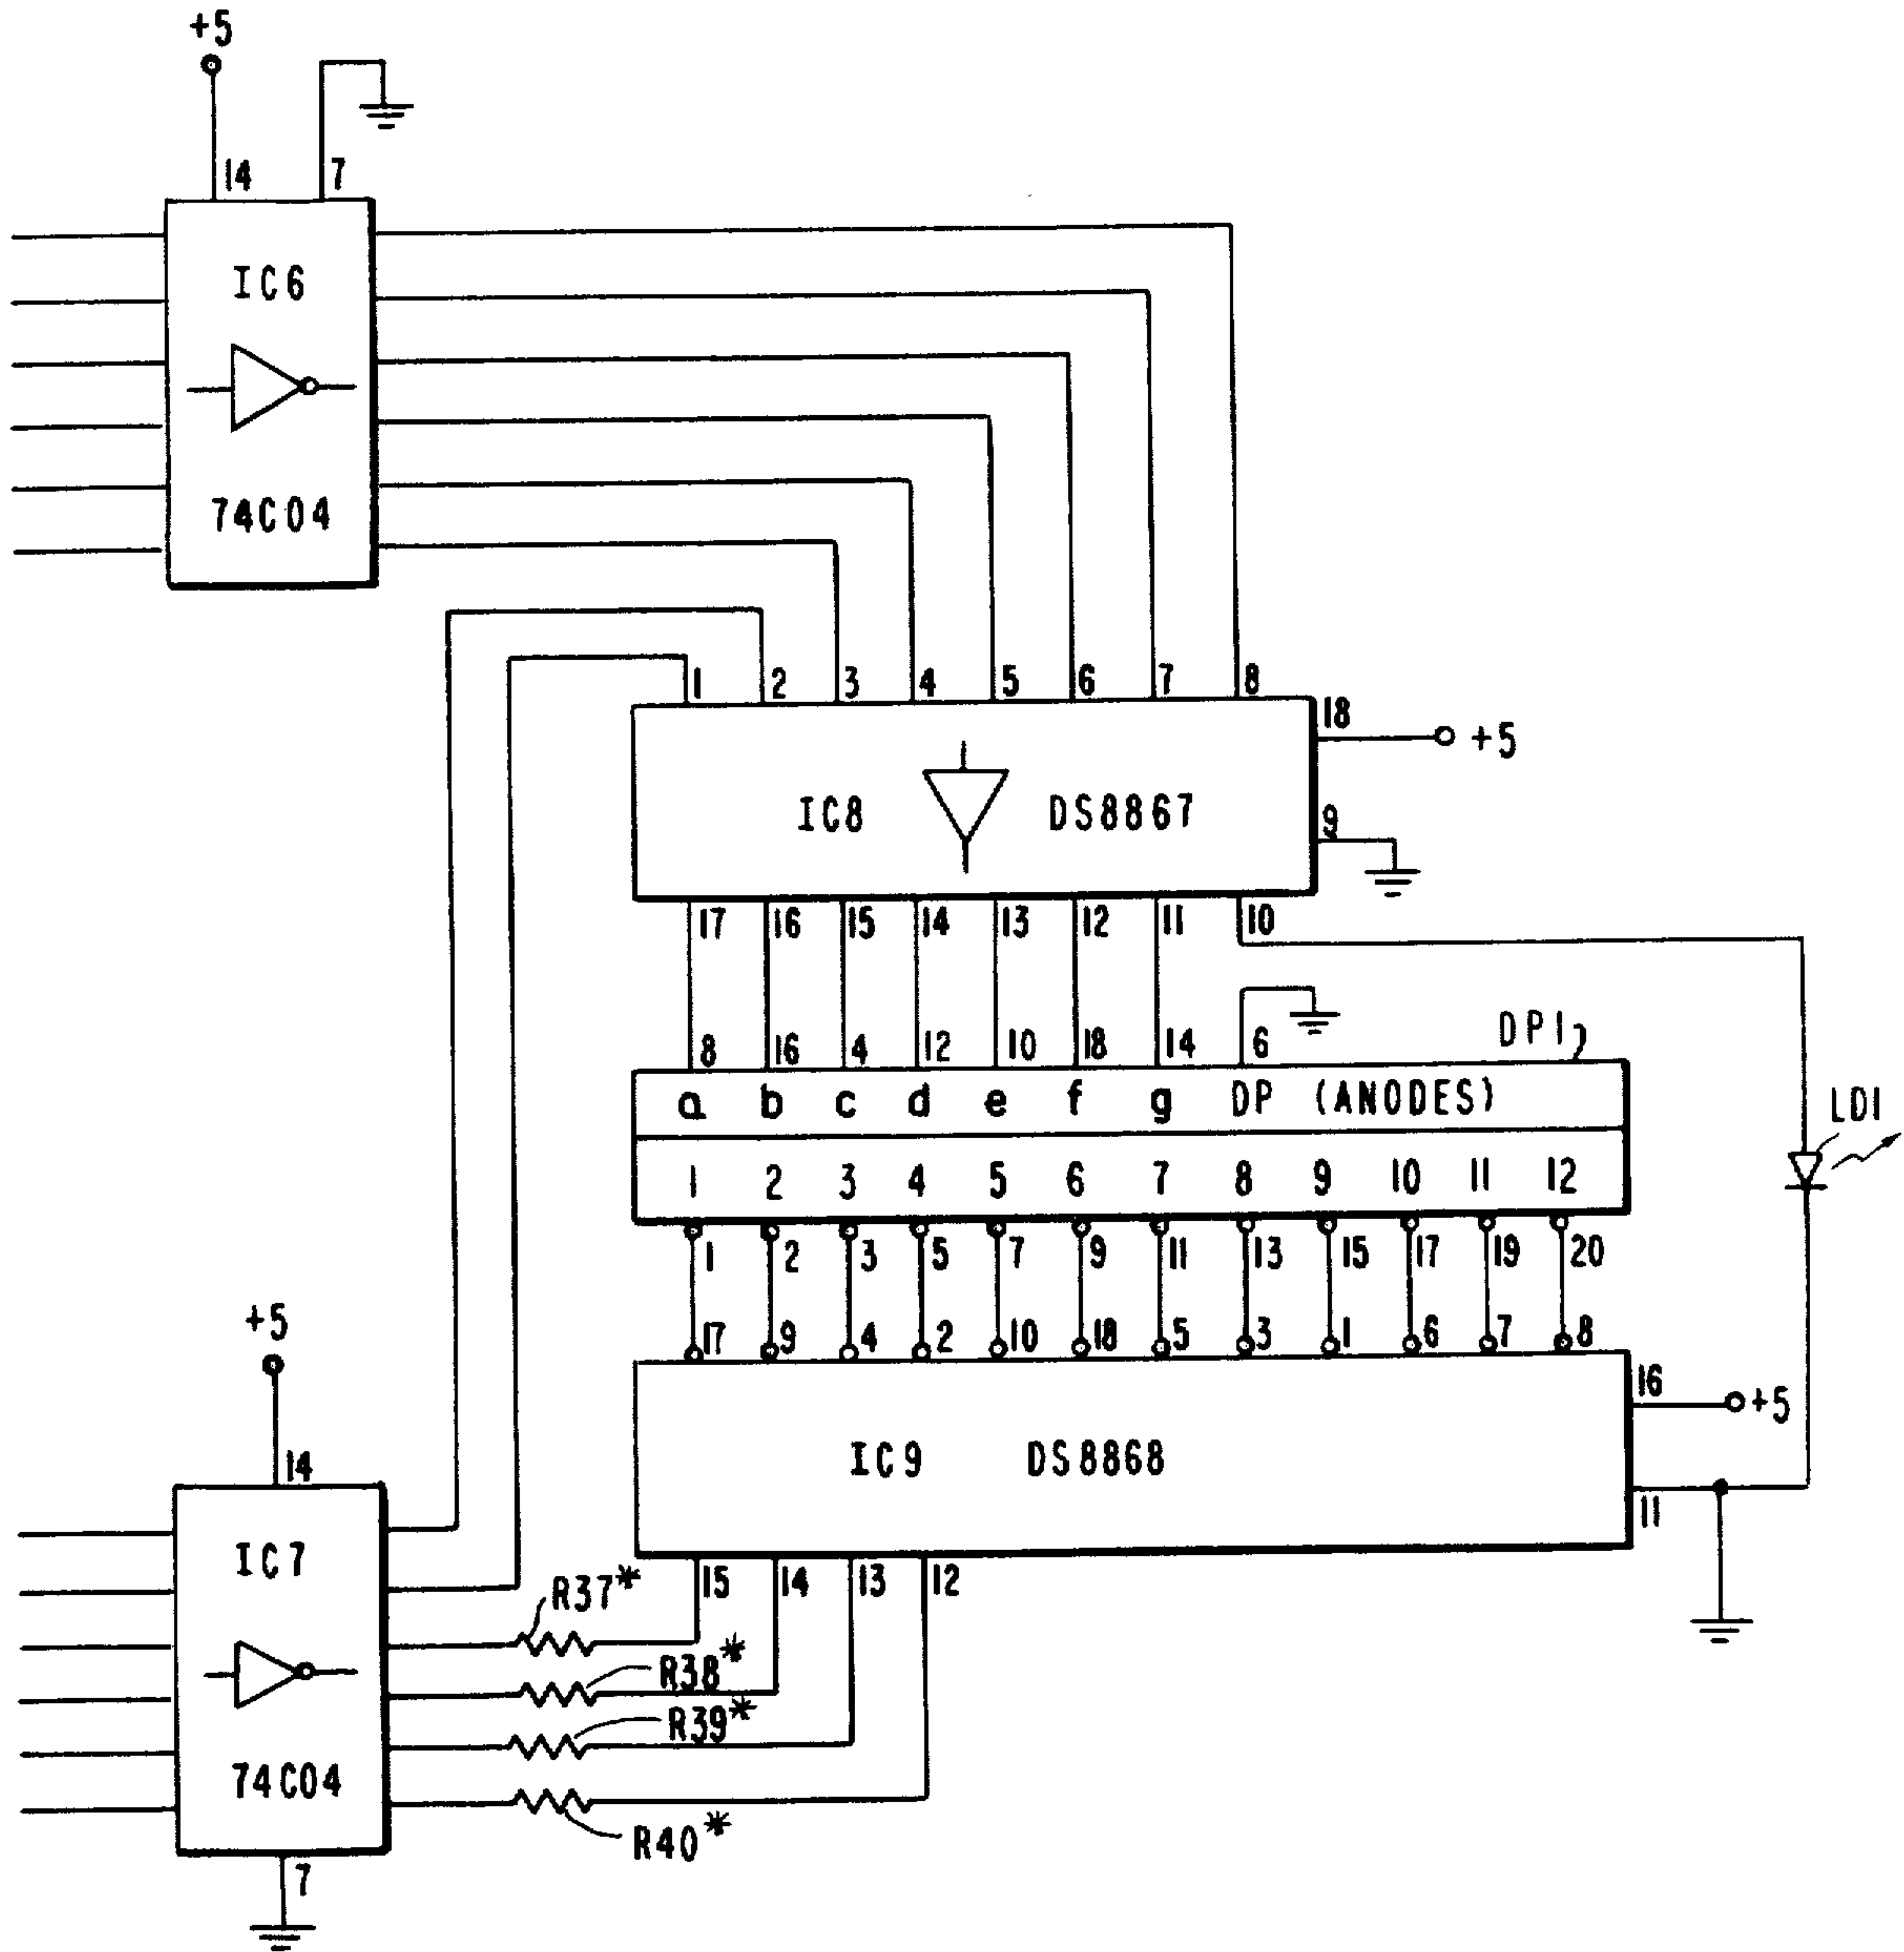 +5
14 7
IC6
74C04
1 2 3 4 5 6 7 8
18
+5
IC8 DS8867
9
17 16 15 14 13 12 11 10
8 16 4 12 10 18 14 6 DP1
a b c d e f g DP (ANODES)
LD1
1 2 3 4 5 6 7 8 9 10 11 12
1 2 3 5 7 9 11 13 15 17 19 20
17 9 4 2 10 18 5 3 1 6 7 8
+5
16
+5
14
IC9 DS8868
11
IC7
15 14 13 12
R37*
R38*
R39*
74C04
R40*
7